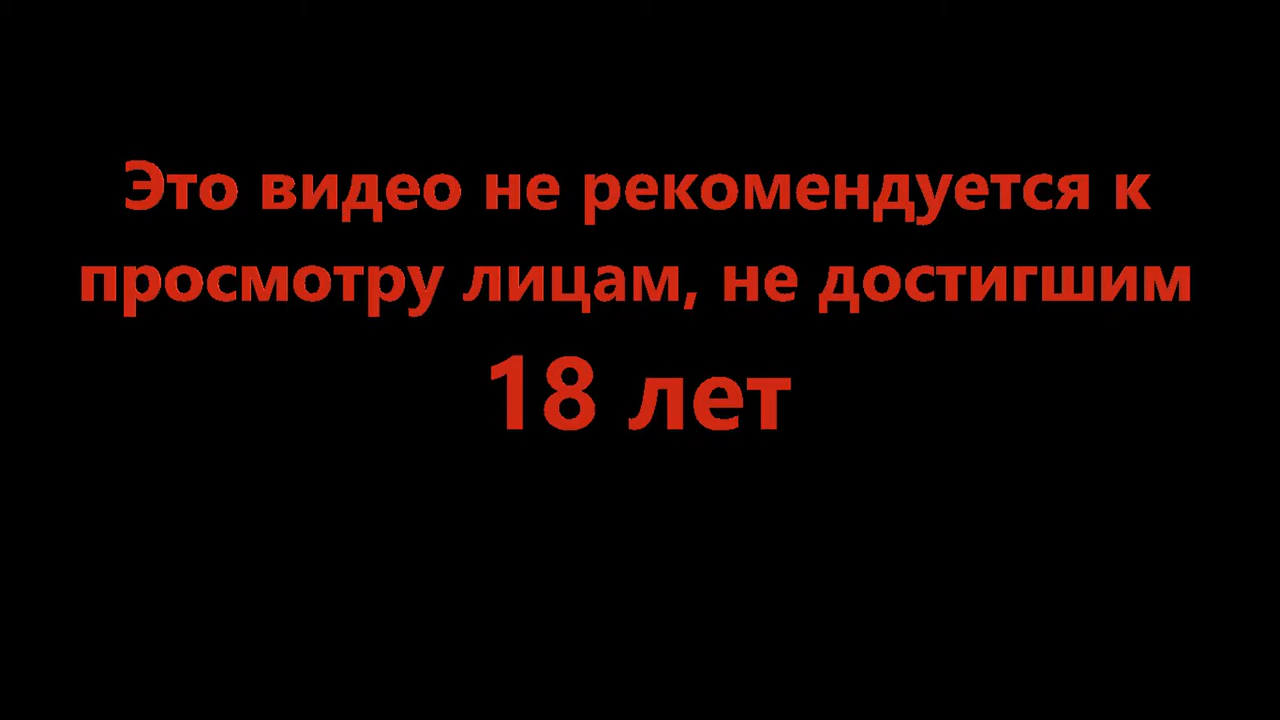 Это видео не рекомендуется к
просмотру лицам, не достигшим
18 лет